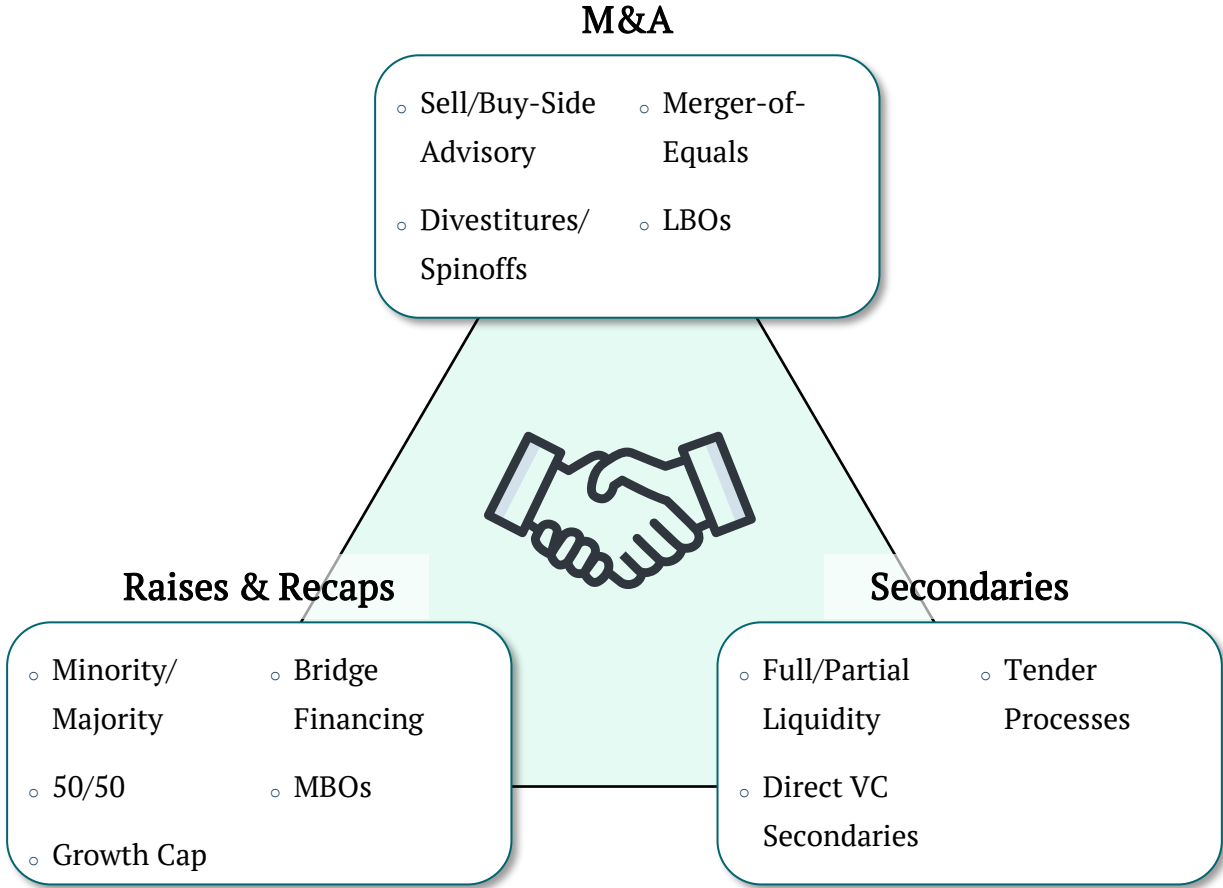 M&A
Sell/Buy-Side
Advisory
Divestitures/
Spinoffs
Merger-of-
Equals
LBOs
Raises & Recaps
Minority/
Majority
50/50
Growth Cap
Bridge
Financing
MBOs
Secondaries
Full/Partial
Liquidity
Direct VC
Secondaries
Tender
Processes